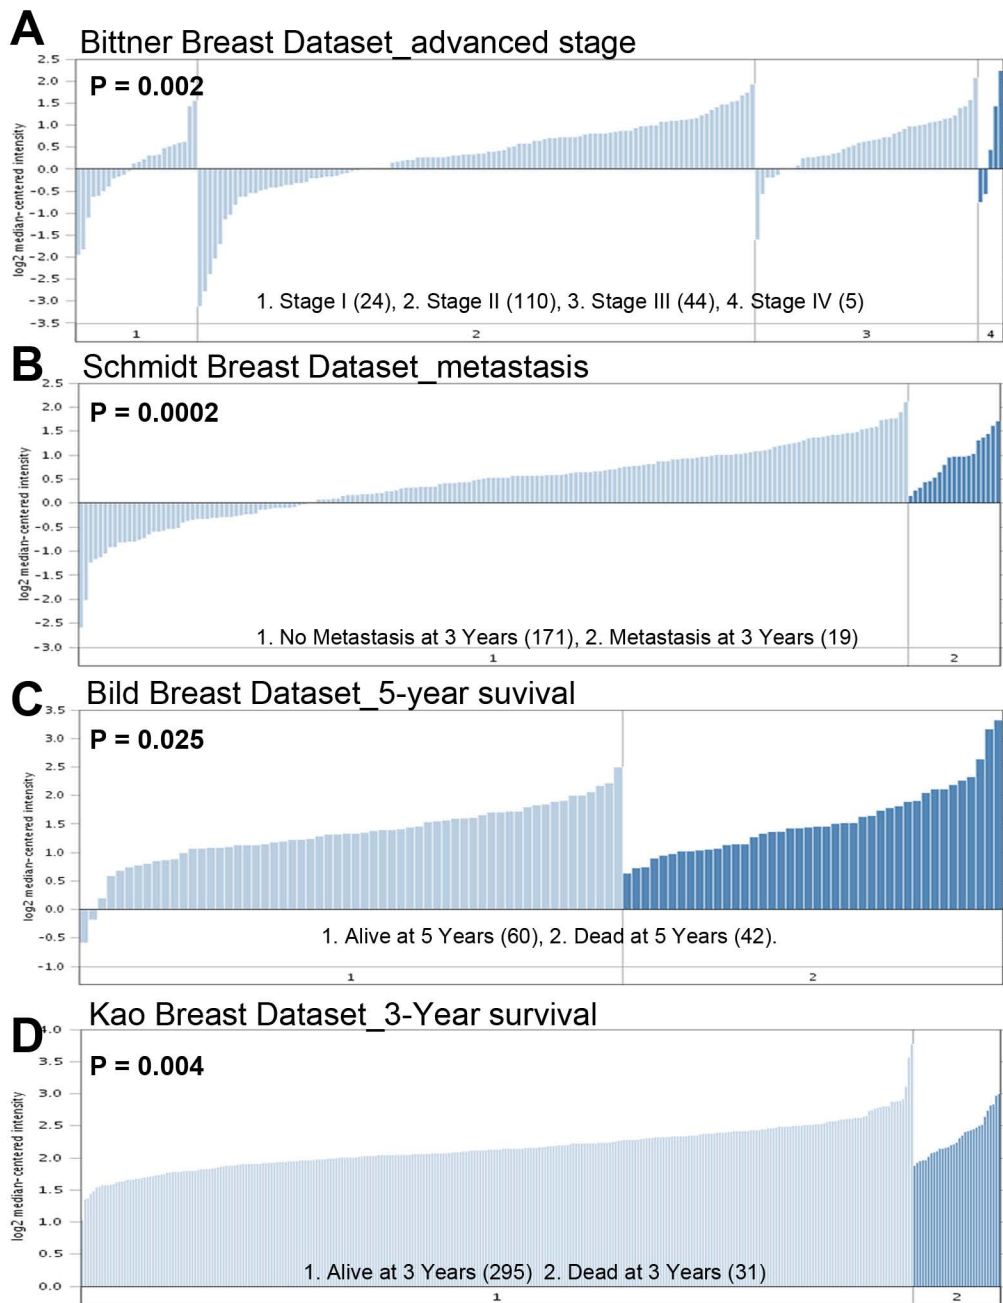 A
Bittner Breast Dataset_advanced stage
P = 0.002
log2 median-centered intensity
2.5
2.0
1.5
1.0
0.5
0.0
-0.5
-1.0
-1.5
-2.0
-2.5
-3.0
-3.5
1. Stage I (24), 2. Stage II (110), 3. Stage III (44), 4. Stage IV (5)
1 2 3 4
B
Schmidt Breast Dataset_metastasis
P = 0.0002
log2 median-centered intensity
2.5
2.0
1.5
1.0
0.5
0.0
-0.5
-1.0
-1.5
-2.0
-2.5
-3.0
1. No Metastasis at 3 Years (171), 2. Metastasis at 3 Years (19)
1 2
C
Bild Breast Dataset_5-year suvival
P = 0.025
log2 median-centered intensity
3.5
3.0
2.5
2.0
1.5
1.0
0.5
0.0
-0.5
-1.0
1. Alive at 5 Years (60), 2. Dead at 5 Years (42).
1 2
D
Kao Breast Dataset_3-Year survival
P = 0.004
log2 median-centered intensity
4.0
3.5
3.0
2.5
2.0
1.5
1.0
0.5
0.0
1. Alive at 3 Years (295) 2. Dead at 3 Years (31)
1 2